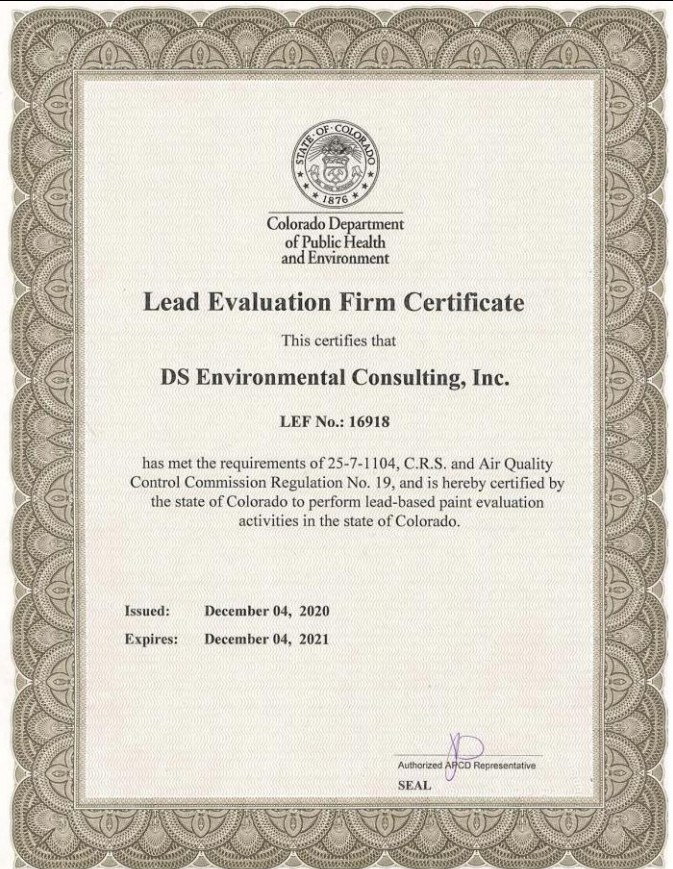 STATE OF COLORADO
1876
Colorado Department
of Public Health
and Environment
Lead Evaluation Firm Certificate
This certifies that
DS Environmental Consulting, Inc.
LEF No.: 16918
has met the requirements of 25-7-1104, C.R.S. and Air Quality
Control Commission Regulation No. 19, and is hereby certified by
the state of Colorado to perform lead-based paint evaluation
activities in the state of Colorado.
Issued: December 04, 2020
Expires: December 04, 2021
Authorized APCD Representative
SEAL